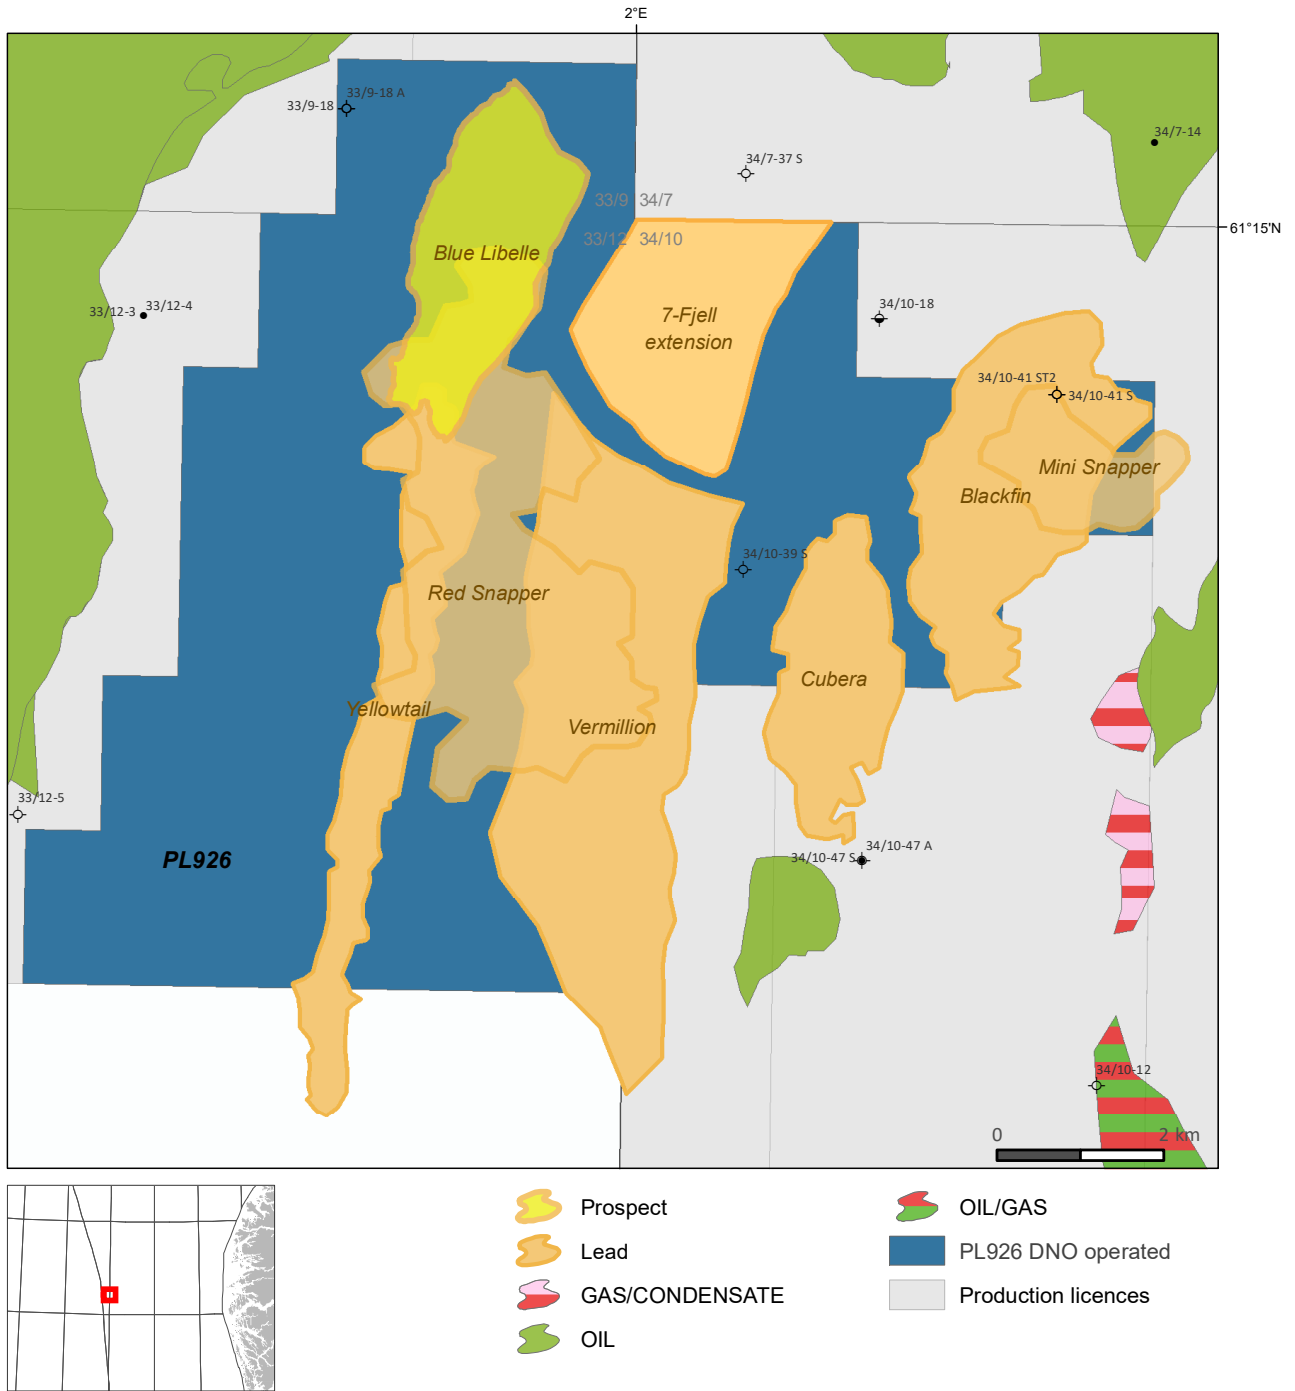 2°E
33/9-18 A
33/9-18
34/7-14
34/7-37 S
33/9
34/7
61°15'N
33/12
34/10
Blue Libelle
33/12-4
33/12-3
34/10-18
7-Fjell
extension
34/10-41 ST2
34/10-41 S
Mini Snapper
Blackfin
34/10-39 S
Red Snapper
Cubera
Yellowtail
Vermillion
33/12-5
34/10-47 A
34/10-47 S
PL926
34/10-12
0
2 km
Prospect
Lead
GAS/CONDENSATE
OIL
OIL/GAS
PL926 DNO operated
Production licences